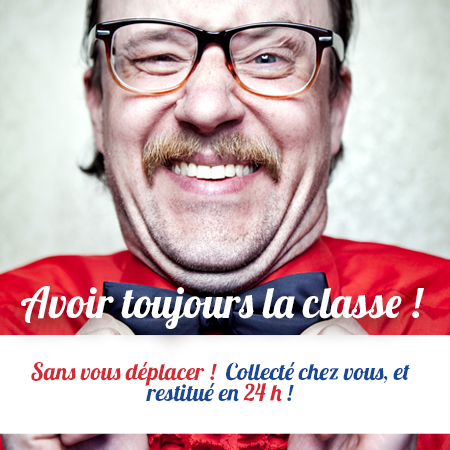 Avoir toujours la classe !
Sans vous déplacer ! Collecté chez vous, et
restitué en 24 h !